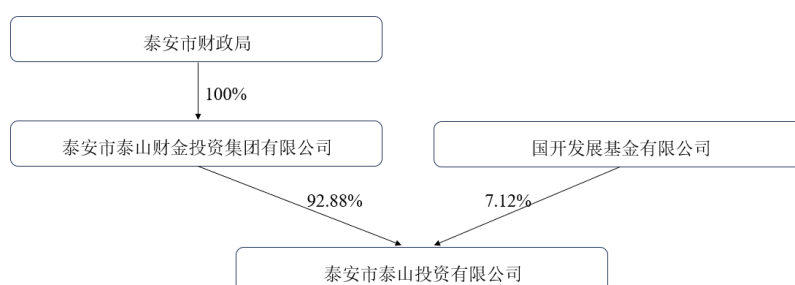 泰安市财政局
100%
泰安市泰山财金投资集团有限公司
国开发展基金有限公司
92.88%
7.12%
泰安市泰山投资有限公司